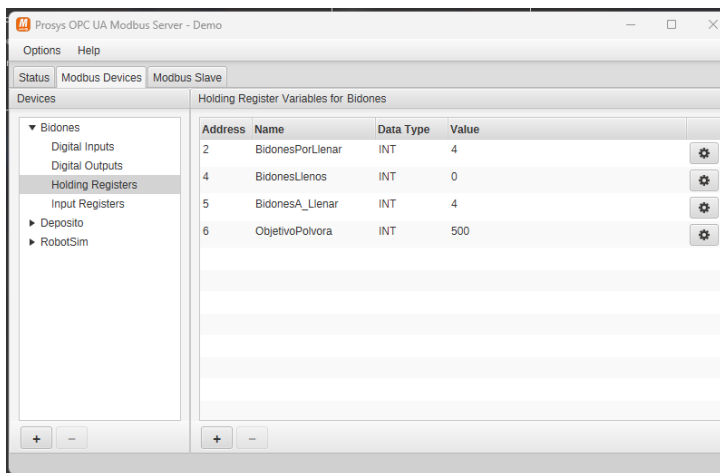 Prosys OPC UA Modbus Server - Demo
Options Help
Status Modbus Devices Modbus Slave
Devices
Holding Register Variables for Bidones
Bidones
Digital Inputs
Digital Outputs
Holding Registers
Input Registers
Deposito
RobotSim
Address Name Data Type Value
2 BidonesPorLlenar INT 4
4 BidonesLlenos INT 0
5 BidonesA_Llenar INT 4
6 ObjetivoPolvora INT 500
+ −
+ −